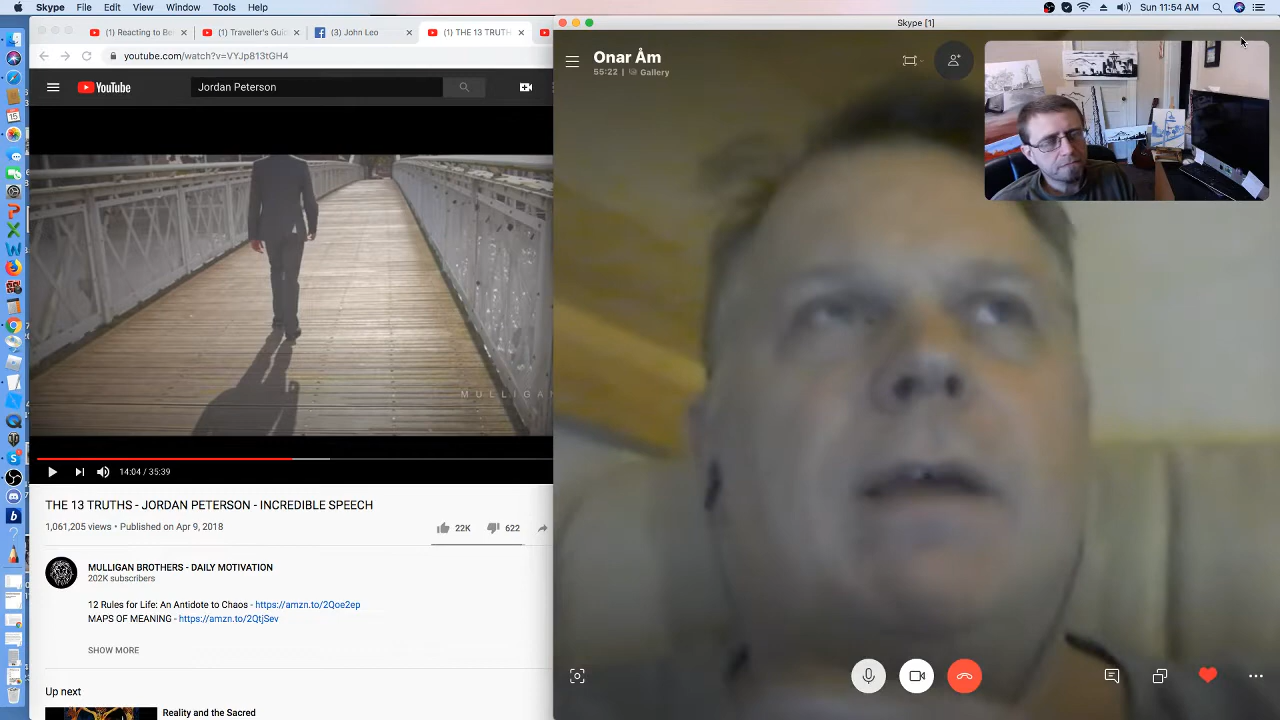 Skype File Edit View Window Tools Help
Sun 11:54 AM
(1) Reacting to Be
(1) Traveller's Gui
(3) John Leo
(1) THE 13 TRUTH
youtube.com/watch?v=VYJp813tGH4
YouTube
Jordan Peterson
MULLIGAN
14:04 / 35:39
THE 13 TRUTHS - JORDAN PETERSON - INCREDIBLE SPEECH
1,061,205 views • Published on Apr 9, 2018
22K 622
MULLIGAN BROTHERS - DAILY MOTIVATION
202K subscribers
12 Rules for Life: An Antidote to Chaos - https://amzn.to/2Qoe2ep
MAPS OF MEANING - https://amzn.to/2QtjSev
SHOW MORE
Up next
Reality and the Sacred
Skype [1]
Onar Åm
55:22 | Gallery